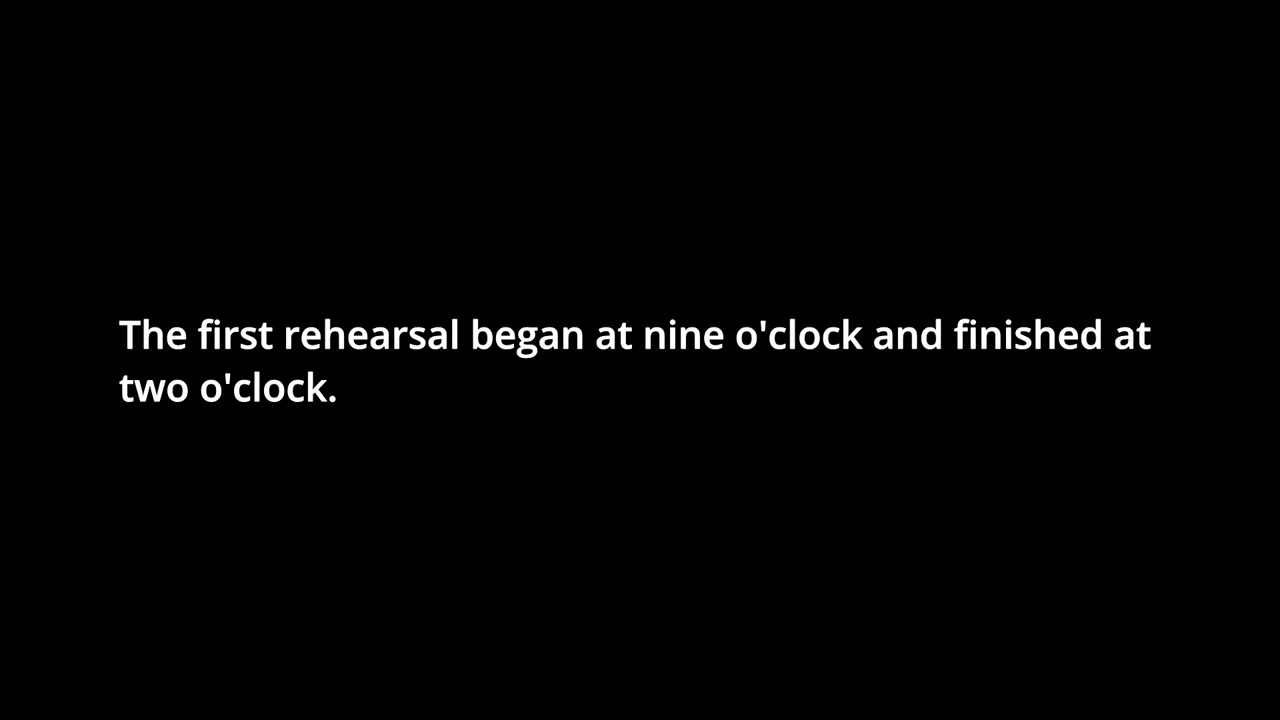 The first rehearsal began at nine o'clock and finished at
two o'clock.